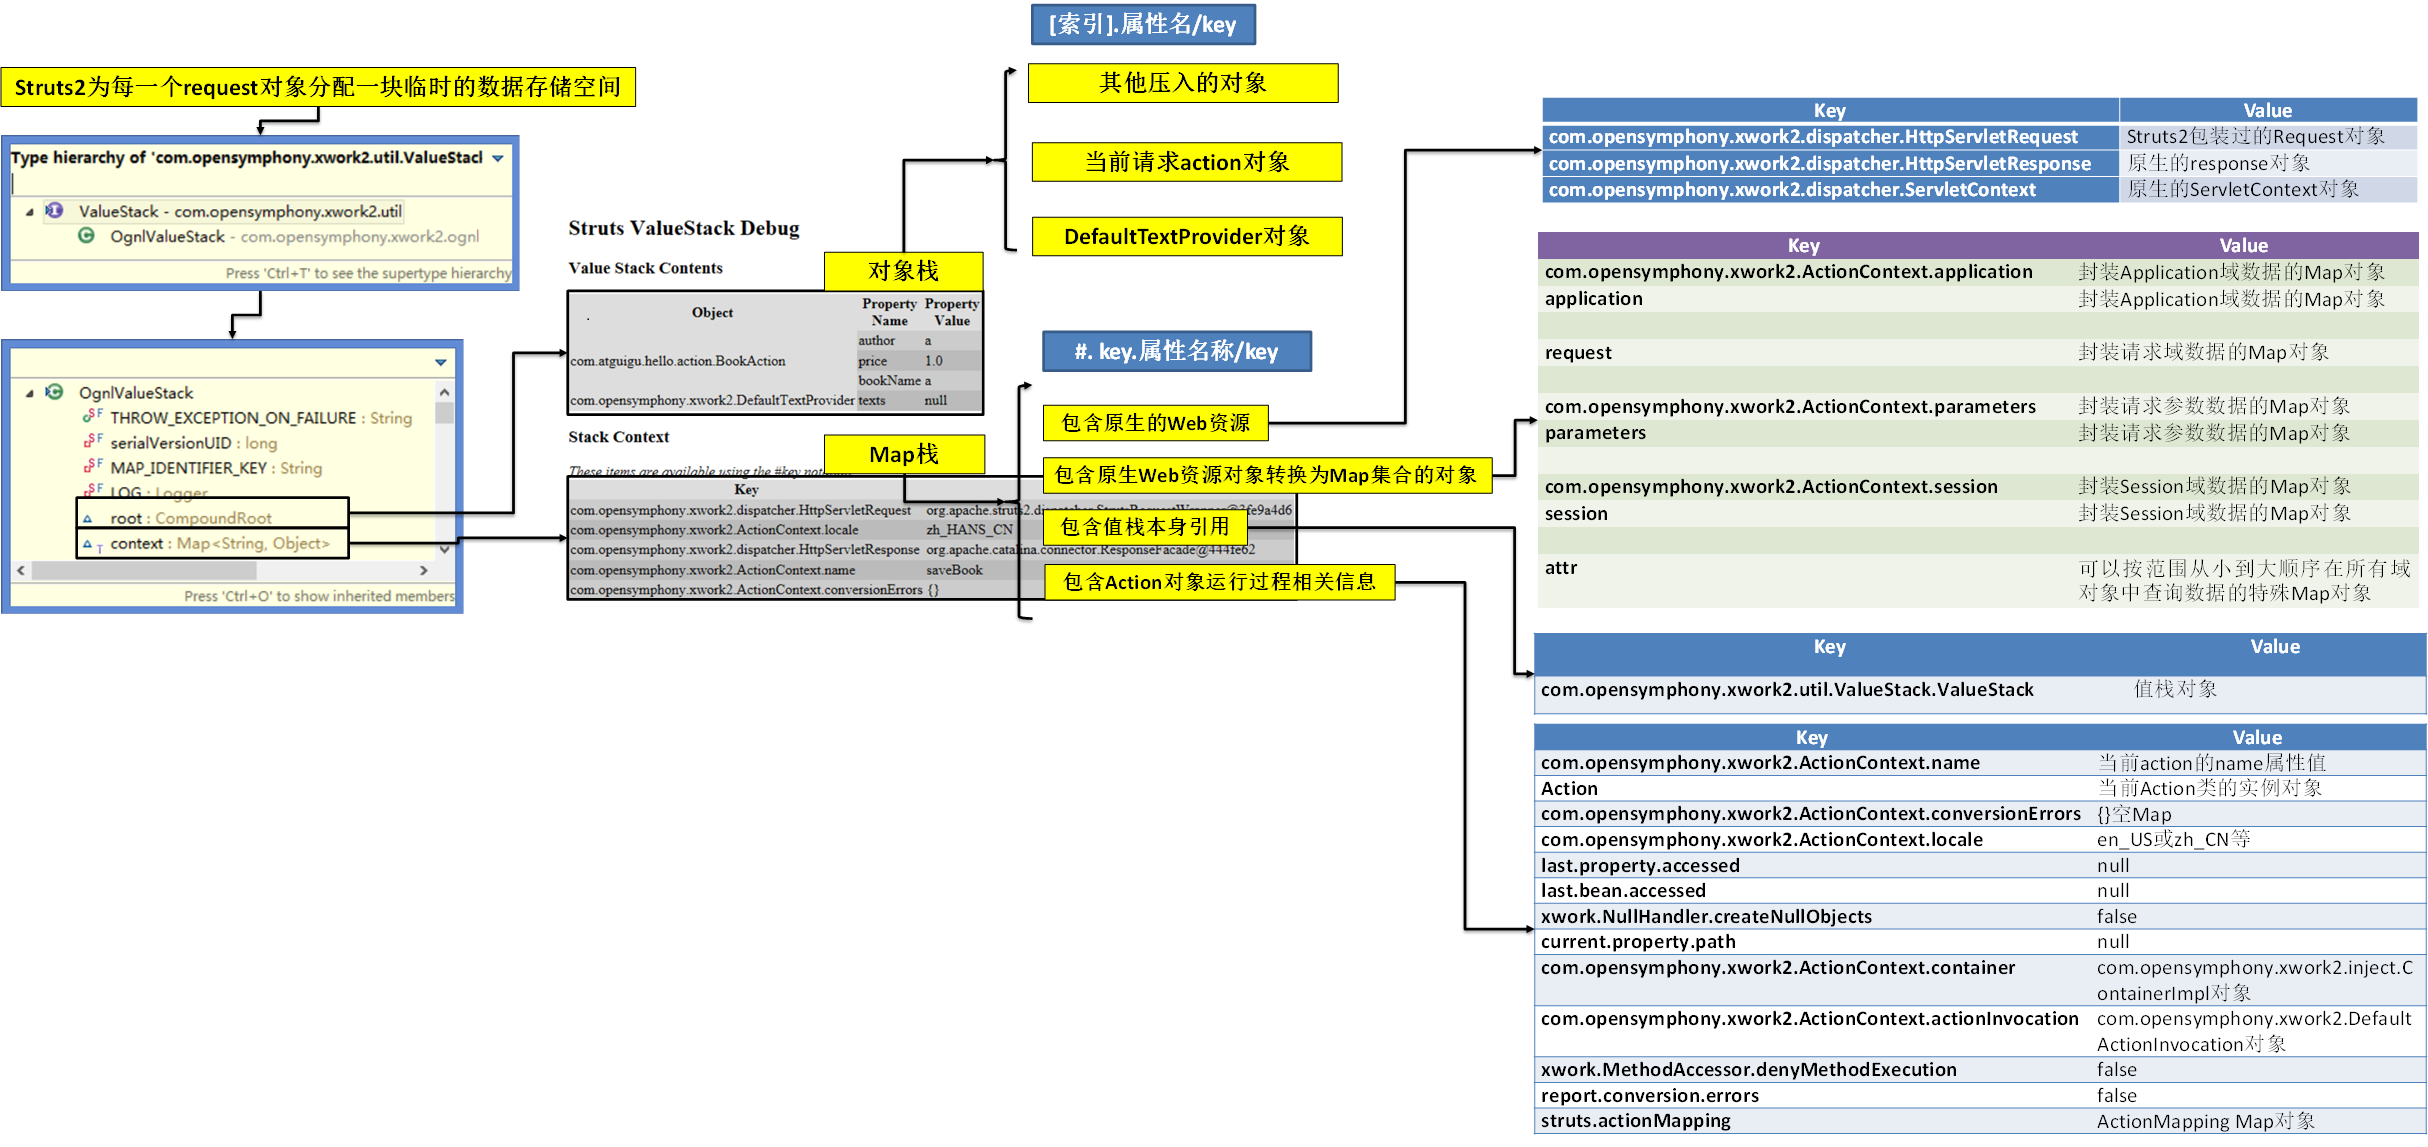 Struts2为每一个request对象分配一块临时的数据存储空间
Type hierarchy of 'com.opensymphony.xwork2.util.ValueStacl
ValueStack - com.opensymphony.xwork2.util
OgnlValueStack - com.opensymphony.xwork2.ognl
Press 'Ctrl+T' to see the supertype hierarchy
OgnlValueStack
THROW_EXCEPTION_ON_FAILURE : String
serialVersionUID : long
MAP_IDENTIFIER_KEY : String
LOG : Logger
root : CompoundRoot
context : Map<String, Object>
Press 'Ctrl+O' to show inherited members
Struts ValueStack Debug
Value Stack Contents
对象栈
Object Property Name Property Value
author a
com.atguigu.hello.action.BookAction price 1.0
bookName a
com.opensymphony.xwork2.DefaultTextProvider texts null
Stack Context
Map栈
These items are available using the #key
Key
com.opensymphony.xwork2.dispatcher.HttpServletRequest org.apache.struts2.dispatcher.StrutsRequestWrapper@3fe9a4d6
com.opensymphony.xwork2.ActionContext.locale zh_HANS_CN
com.opensymphony.xwork2.dispatcher.HttpServletResponse org.apache.catalina.connector.ResponseFacade@444fe62
com.opensymphony.xwork2.ActionContext.name saveBook
com.opensymphony.xwork2.ActionContext.conversionErrors {}
[索引].属性名/key
其他压入的对象
当前请求action对象
DefaultTextProvider对象
#. key.属性名称/key
包含原生的Web资源
包含原生Web资源对象转换为Map集合的对象
包含值栈本身引用
包含Action对象运行过程相关信息
Key Value
com.opensymphony.xwork2.dispatcher.HttpServletRequest Struts2包装过的Request对象
com.opensymphony.xwork2.dispatcher.HttpServletResponse 原生的response对象
com.opensymphony.xwork2.dispatcher.ServletContext 原生的ServletContext对象
Key Value
com.opensymphony.xwork2.ActionContext.application 封装Application域数据的Map对象
application 封装Application域数据的Map对象
request 封装请求域数据的Map对象
com.opensymphony.xwork2.ActionContext.parameters 封装请求参数数据的Map对象
parameters 封装请求参数数据的Map对象
com.opensymphony.xwork2.ActionContext.session 封装Session域数据的Map对象
session 封装Session域数据的Map对象
attr 可以按范围从小到大顺序在所有域
对象中查询数据的特殊Map对象
Key Value
com.opensymphony.xwork2.util.ValueStack.ValueStack 值栈对象
Key Value
com.opensymphony.xwork2.ActionContext.name 当前action的name属性值
Action 当前Action类的实例对象
com.opensymphony.xwork2.ActionContext.conversionErrors {}空Map
com.opensymphony.xwork2.ActionContext.locale en_US或zh_CN等
last.property.accessed null
last.bean.accessed null
xwork.NullHandler.createNullObjects false
current.property.path null
com.opensymphony.xwork2.ActionContext.container com.opensymphony.xwork2.inject.C
ontainerImpl对象
com.opensymphony.xwork2.ActionContext.actionInvocation com.opensymphony.xwork2.Default
ActionInvocation对象
xwork.MethodAccessor.denyMethodExecution false
report.conversion.errors false
struts.actionMapping ActionMapping Map对象